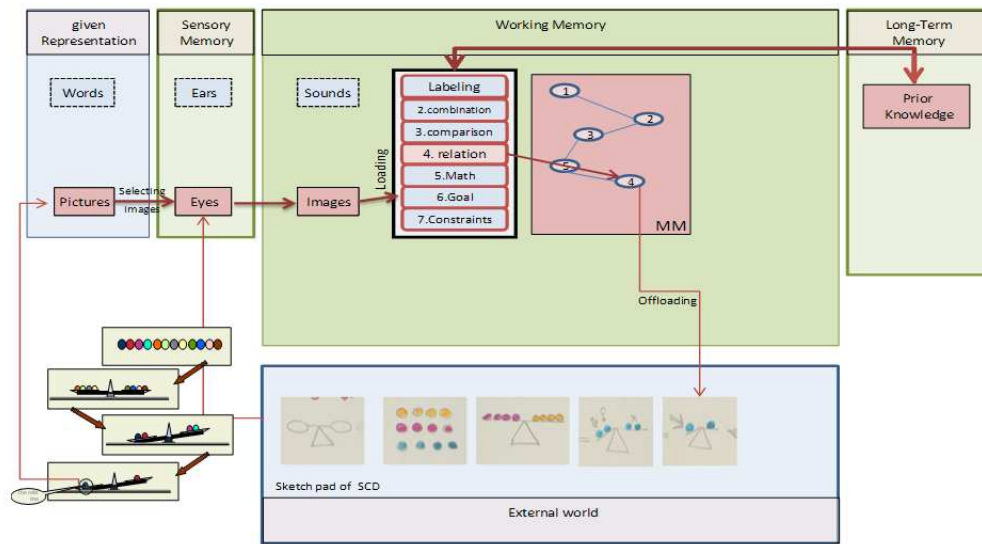 given
Representation
Sensory
Memory
Working Memory
Long-Term
Memory
Words
Ears
Sounds
Labeling
2.combination
3.comparison
4. relation
5.Math
6.Goal
7.Constraints
Loading
1
2
3
5
4
MM
Prior
Knowledge
Pictures
Selecting
images
Eyes
Images
Offloading
Sketch pad of SCD
External world